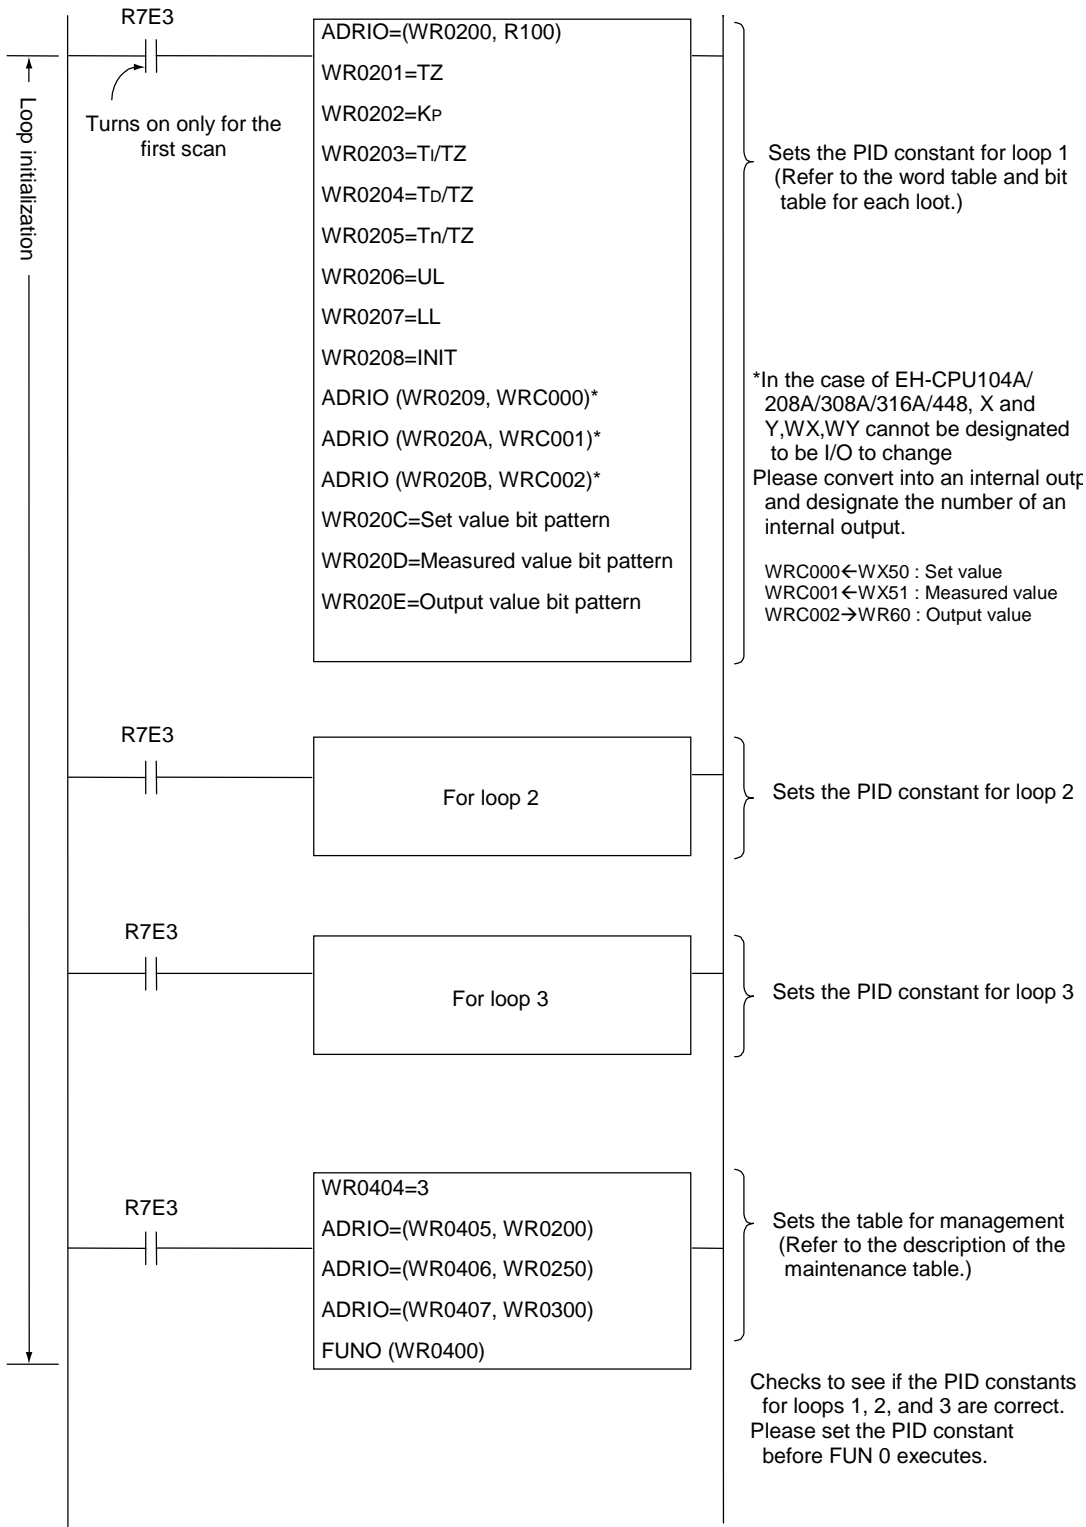 R7E3
Loop initialization
Turns on only for the
first scan
ADRIO=(WR0200, R100)
WR0201=TZ
WR0202=KP
WR0203=TI/TZ
WR0204=TD/TZ
WR0205=Tn/TZ
WR0206=UL
WR0207=LL
WR0208=INIT
ADRIO (WR0209, WRC000)*
ADRIO (WR020A, WRC001)*
ADRIO (WR020B, WRC002)*
WR020C=Set value bit pattern
WR020D=Measured value bit pattern
WR020E=Output value bit pattern
Sets the PID constant for loop 1
(Refer to the word table and bit
table for each loot.)
*In the case of EH-CPU104A/
208A/308A/316A/448, X and
Y,WX,WY cannot be designated
to be I/O to change
Please convert into an internal outp
and designate the number of an
internal output.
WRC000←WX50 : Set value
WRC001←WX51 : Measured value
WRC002→WR60 : Output value
R7E3
For loop 2
Sets the PID constant for loop 2
R7E3
For loop 3
Sets the PID constant for loop 3
R7E3
WR0404=3
ADRIO=(WR0405, WR0200)
ADRIO=(WR0406, WR0250)
ADRIO=(WR0407, WR0300)
FUNO (WR0400)
Sets the table for management
(Refer to the description of the
maintenance table.)
Checks to see if the PID constants
for loops 1, 2, and 3 are correct.
Please set the PID constant
before FUN 0 executes.